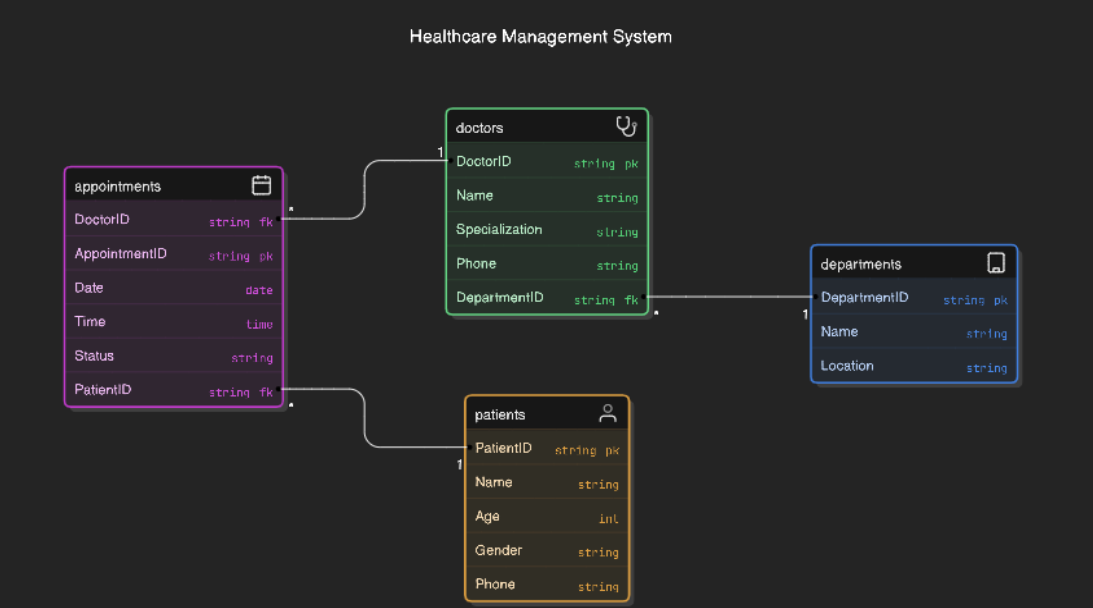 Healthcare Management System
appointments
DoctorID string fk
AppointmentID string pk
Date date
Time time
Status string
PatientID string fk
*
*
doctors
1
DoctorID string pk
Name string
Specialization string
Phone string
DepartmentID string fk
*
departments
DepartmentID string pk
1
Name string
Location string
patients
PatientID string pk
1
Name string
Age int
Gender string
Phone string